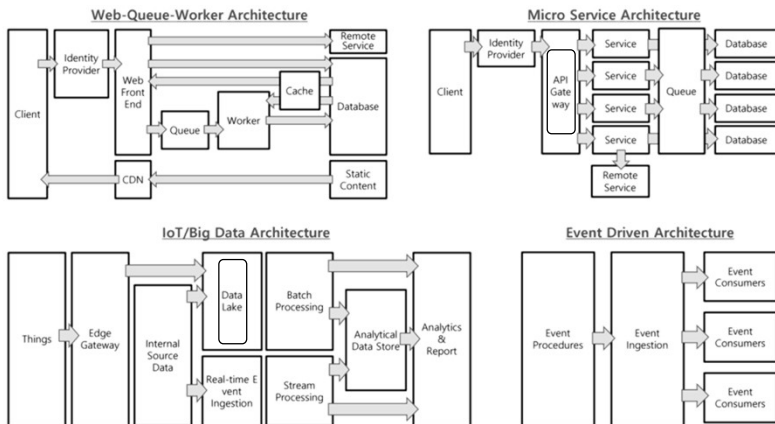 Web-Queue-Worker Architecture
Client
Identity
Provider
Web
Front
End
Queue
Worker
Cache
Remote
Service
Database
CDN
Static
Content
Micro Service Architecture
Client
Identity
Provider
API
Gate
way
Service
Service
Service
Service
Remote
Service
Queue
Database
Database
Database
Database
IoT/Big Data Architecture
Things
Edge
Gateway
Internal
Source
Data
Data
Lake
Real-time E
vent
Ingestion
Batch
Processing
Stream
Processing
Analytical
Data Store
Analytics
&
Report
Event Driven Architecture
Event
Procedures
Event
Ingestion
Event
Consumers
Event
Consumers
Event
Consumers